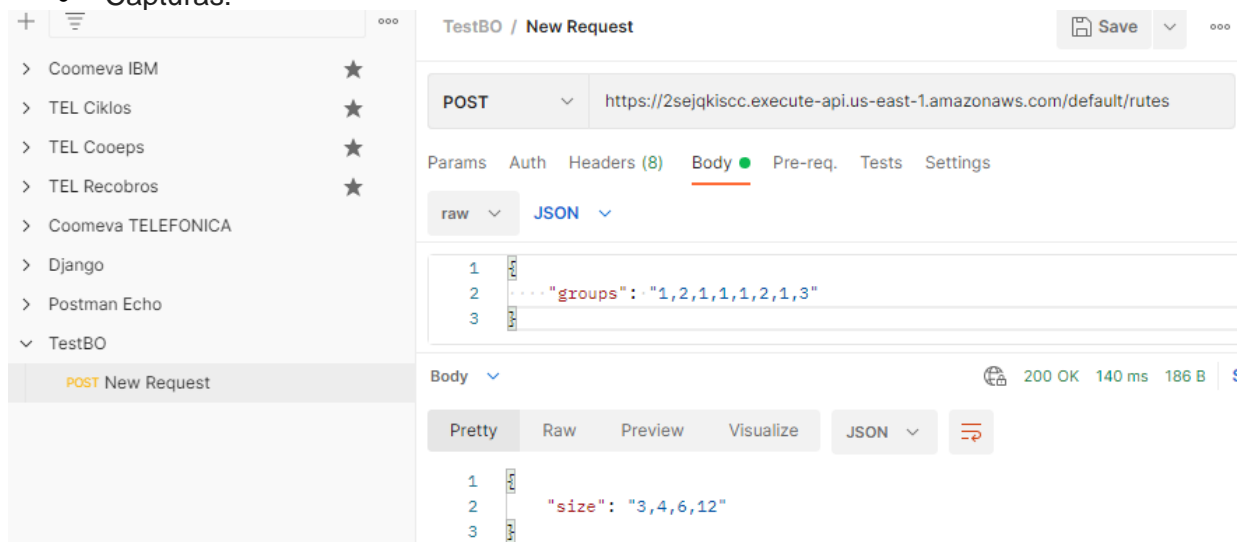 Capturas.
TestBO / New Request
Save
Coomeva IBM
TEL Ciklos
TEL Cooeps
TEL Recobros
Coomeva TELEFONICA
Django
Postman Echo
TestBO
POST New Request
POST
https://2sejqkiscc.execute-api.us-east-1.amazonaws.com/default/rutes
Params Auth Headers (8) Body Pre-req. Tests Settings
raw JSON
1 {
2 "groups": "1,2,1,1,1,2,1,3"
3 }
Body 200 OK 140 ms 186 B
Pretty Raw Preview Visualize JSON
1 {
2 "size": "3,4,6,12"
3 }